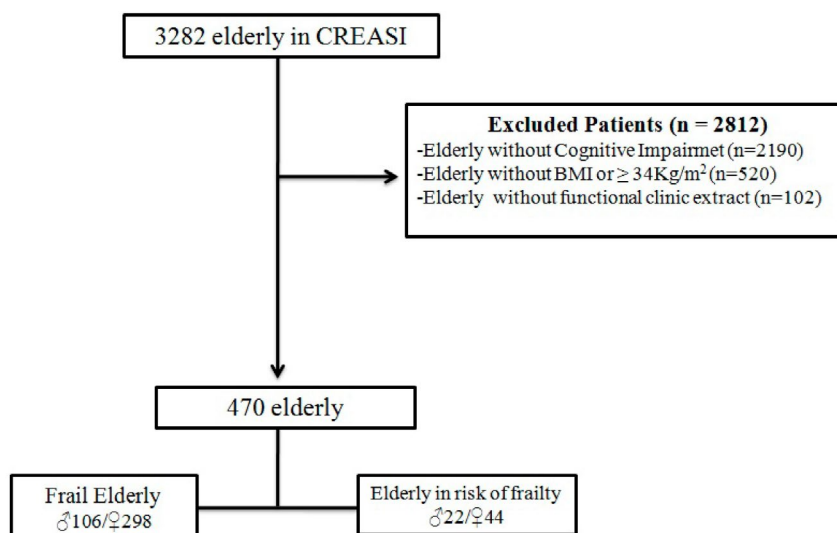 3282 elderly in CREASI
Excluded Patients (n = 2812)
-Elderly without Cognitive Impairmet (n=2190)
-Elderly without BMI or ≥ 34Kg/m² (n=520)
-Elderly without functional clinic extract (n=102)
470 elderly
Frail Elderly
♂106/♀298
Elderly in risk of frailty
♂22/♀44